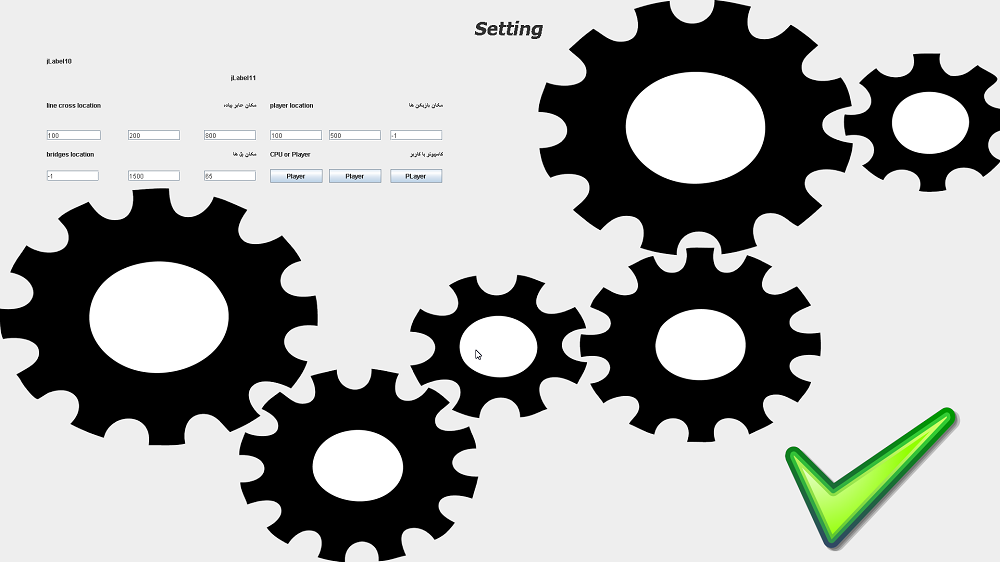 Setting
jLabel10
jLabel11
line cross location مکان عابر پیاده player location مکان بازیکن ها
100 200 800 100 500 -1
bridges location مکان پل ها CPU or Player کامپیوتر یا کاربر
-1 1500 65 Player Player PLayer